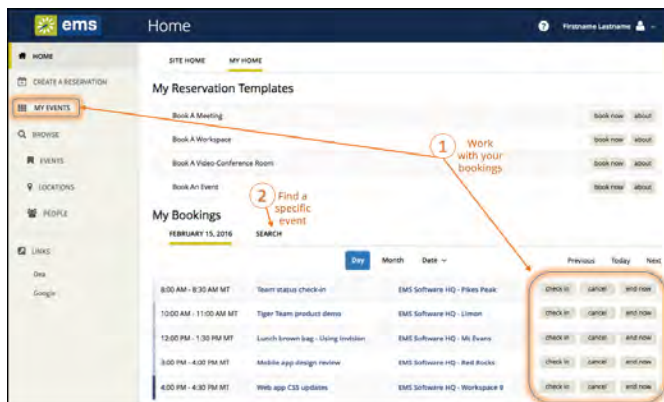 ems
Home
? Firstname Lastname
HOME
CREATE A RESERVATION
MY EVENTS
BROWSE
EVENTS
LOCATIONS
PEOPLE
LINKS
Dea
Google
SITE HOME MY HOME
My Reservation Templates
Book A Meeting book now about
Book A Workspace book now about
Book A Video Conference Room book now about
Book An Event book now about
1 Work
with your
bookings
2 Find a
specific
event
My Bookings
FEBRUARY 15, 2016 SEARCH
Day Month Date Previous Today Next
8:00 AM - 8:30 AM MT Team status check-in EMS Software HQ - Pikes Peak check in cancel end now
10:00 AM - 11:00 AM MT Tiger Team product demo EMS Software HQ - Limon check in cancel end now
12:00 PM - 1:30 PM MT Lunch brown bag - Using Invision EMS Software HQ - Mt Evans check in cancel end now
3:00 PM - 4:00 PM MT Mobile app design review EMS Software HQ - Red Rocks check in cancel end now
4:00 PM - 4:30 PM MT Web app CSS updates EMS Software HQ - Workspace 9 check in cancel end now